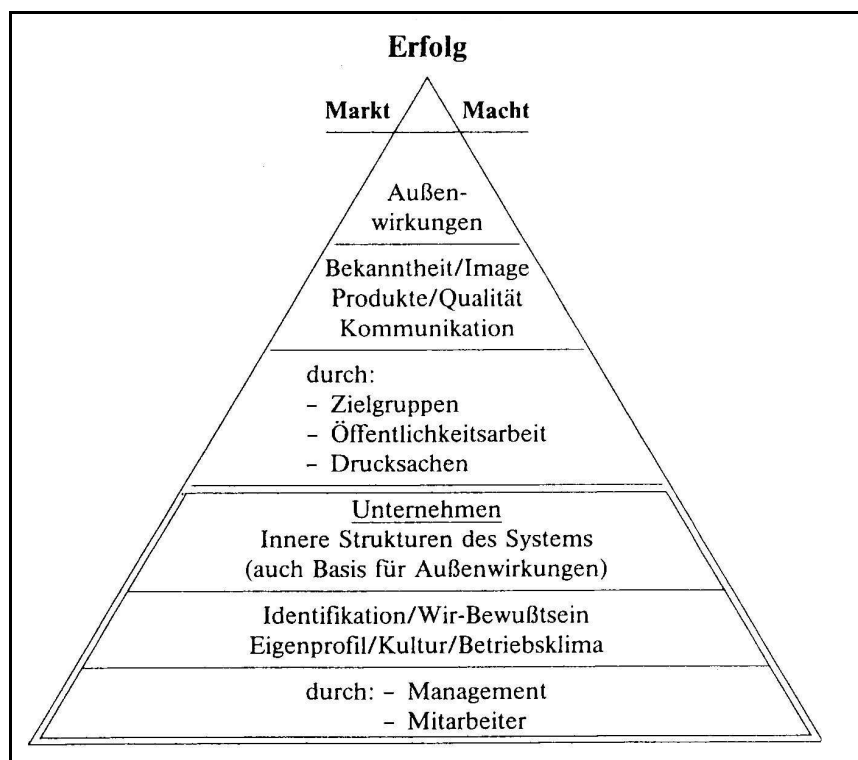 Erfolg
Markt Macht
Außen-
wirkungen
Bekanntheit/Image
Produkte/Qualität
Kommunikation
durch:
– Zielgruppen
– Öffentlichkeitsarbeit
– Drucksachen
Unternehmen
Innere Strukturen des Systems
(auch Basis für Außenwirkungen)
Identifikation/Wir-Bewußtsein
Eigenprofil/Kultur/Betriebsklima
durch: – Management
– Mitarbeiter